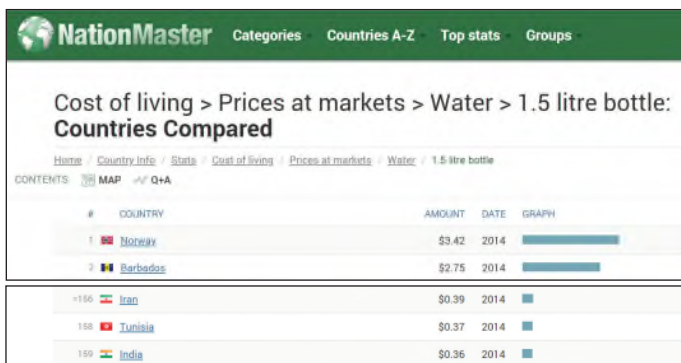 NationMaster Categories Countries A-Z Top stats Groups
Cost of living > Prices at markets > Water > 1.5 litre bottle:
Countries Compared
Home / Country Info / Stats / Cost of living / Prices at markets / Water / 1.5 litre bottle
CONTENTS MAP Q+A
# COUNTRY AMOUNT DATE GRAPH
1 Norway $3.42 2014
2 Barbados $2.75 2014
=156 Iran $0.39 2014
158 Tunisia $0.37 2014
159 India $0.36 2014